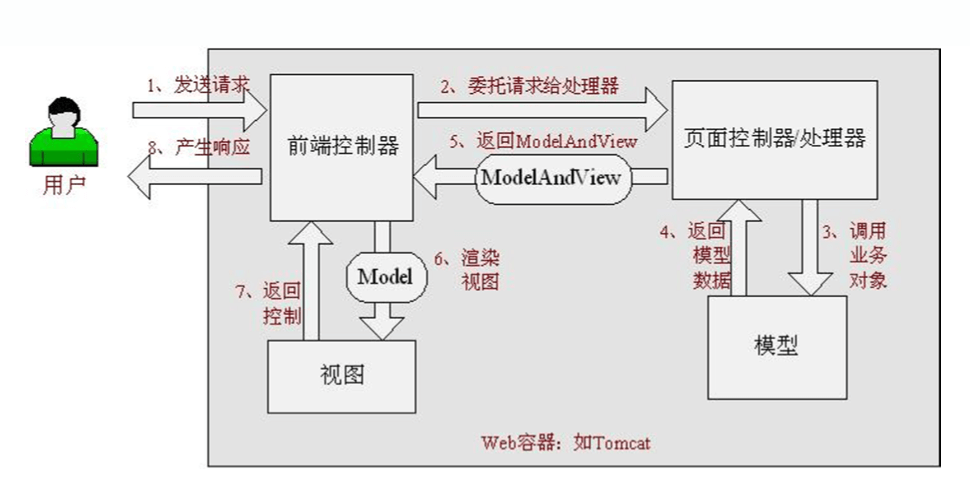 1、发送请求
2、委托请求给处理器
前端控制器
页面控制器/处理器
5、返回ModelAndView
8、产生响应
ModelAndView
用户
4、返回
模型
数据
3、调用
业务
对象
6、渲染
视图
Model
7、返回
控制
模型
视图
Web容器：如Tomcat